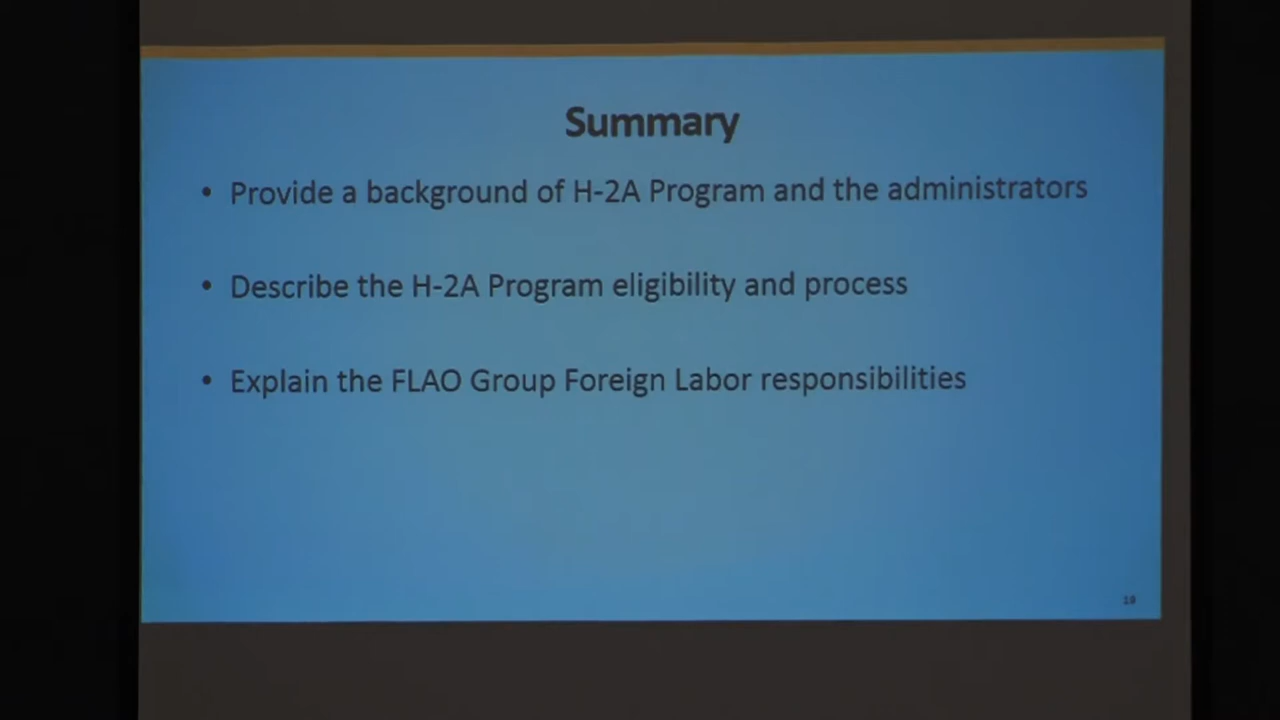 Summary
• Provide a background of H-2A Program and the administrators
• Describe the H-2A Program eligibility and process
• Explain the FLAO Group Foreign Labor responsibilities
19